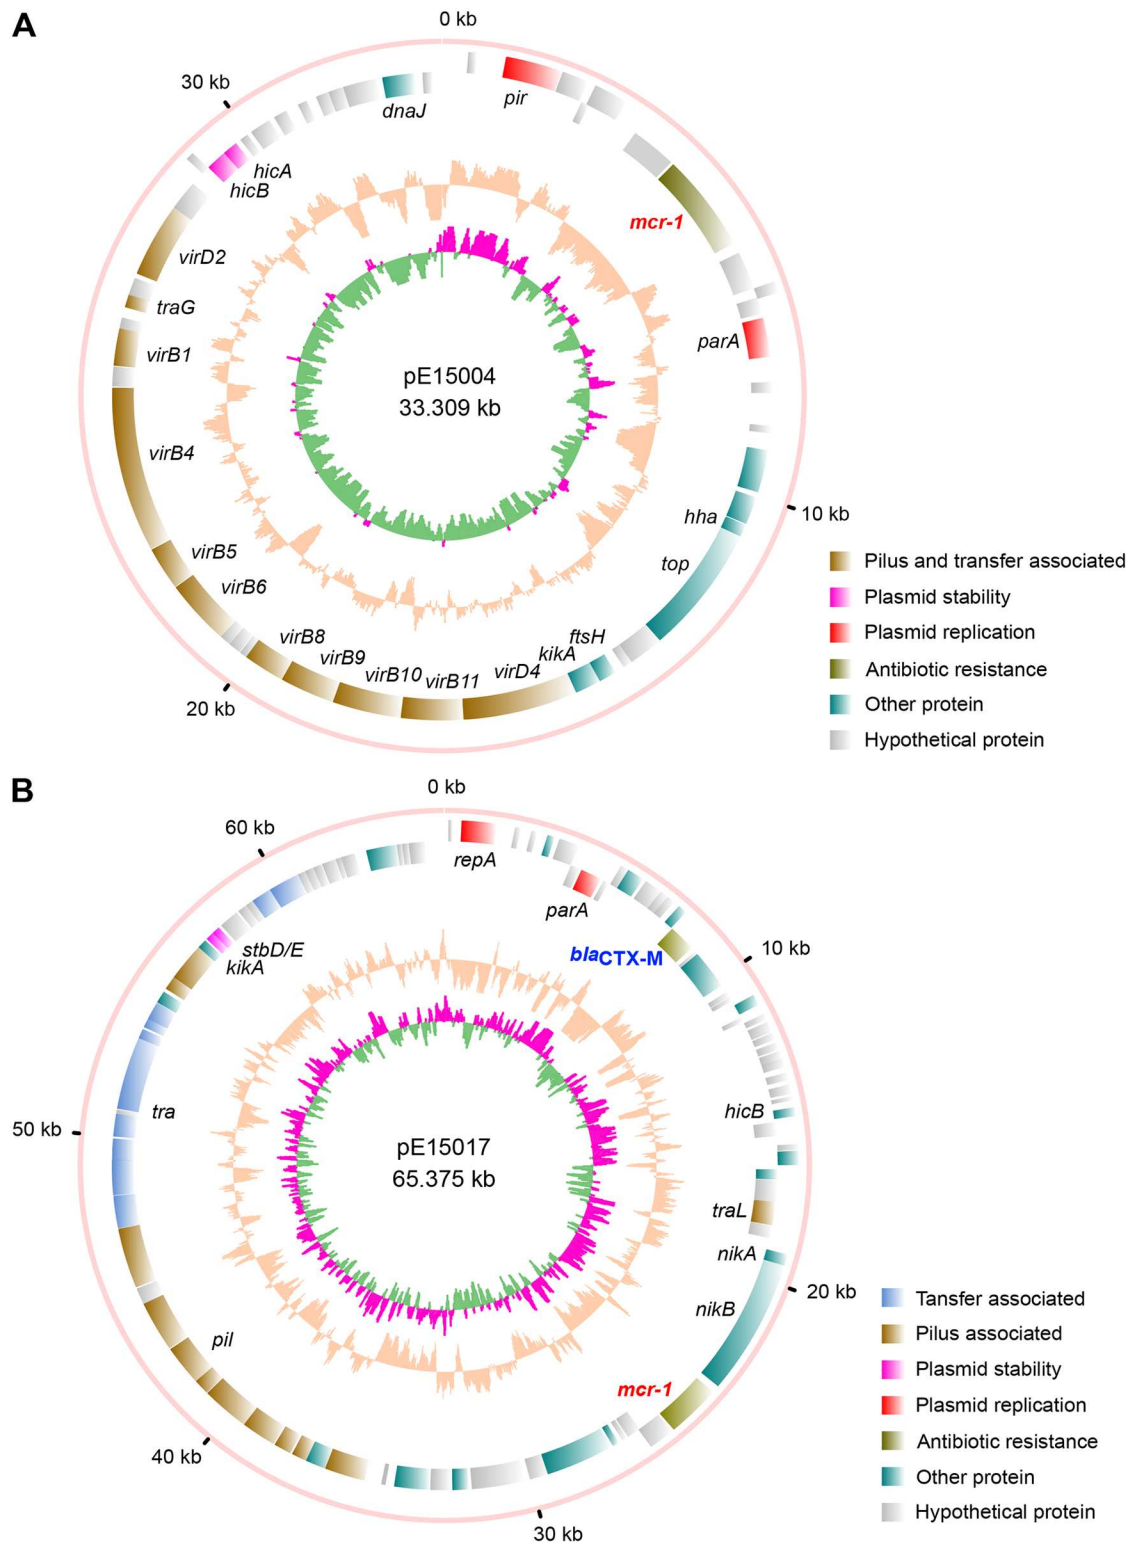 A
0 kb
30 kb
pir
dnaJ
hicA
hicB
mcr-1
virD2
traG
parA
virB1
pE15004
33.309 kb
virB4
10 kb
hha
virB5
top
virB6
Pilus and transfer associated
Plasmid stability
Plasmid replication
Antibiotic resistance
Other protein
Hypothetical protein
ftsH
kikA
virB8
virB9
virB10
virB11
virD4
20 kb
B
0 kb
60 kb
repA
parA
blaCTX-M
10 kb
stbD/E
kikA
tra
hicB
50 kb
pE15017
65.375 kb
traL
nikA
nikB
20 kb
pil
mcr-1
Tansfer associated
Pilus associated
Plasmid stability
Plasmid replication
Antibiotic resistance
Other protein
Hypothetical protein
40 kb
30 kb